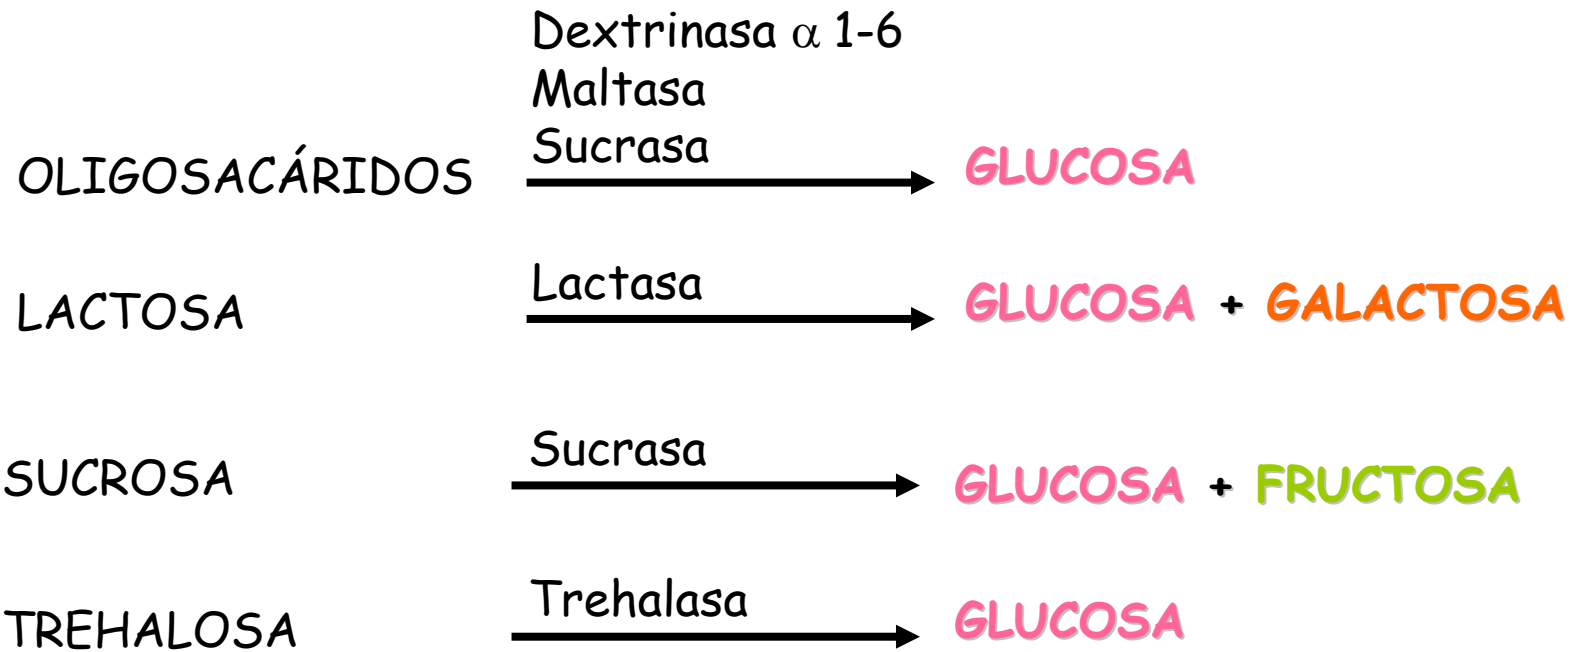 Dextrinasa α 1-6
Maltasa
Sucrasa
OLIGOSACÁRIDOS GLUCOSA
Lactasa
LACTOSA GLUCOSA + GALACTOSA
Sucrasa
SUCROSA GLUCOSA + FRUCTOSA
Trehalasa
TREHALOSA GLUCOSA